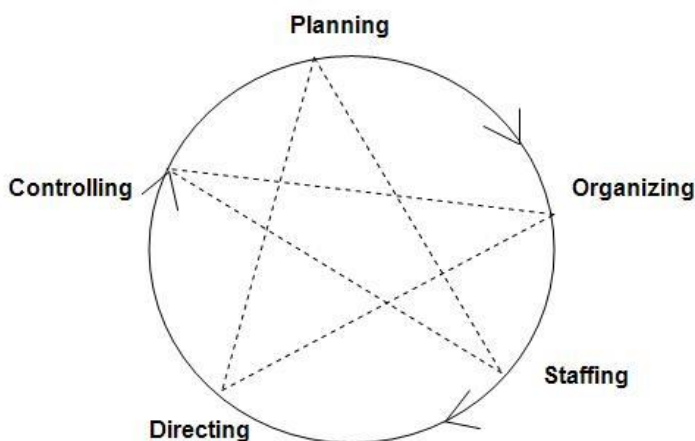 Planning
Controlling
Organizing
Staffing
Directing